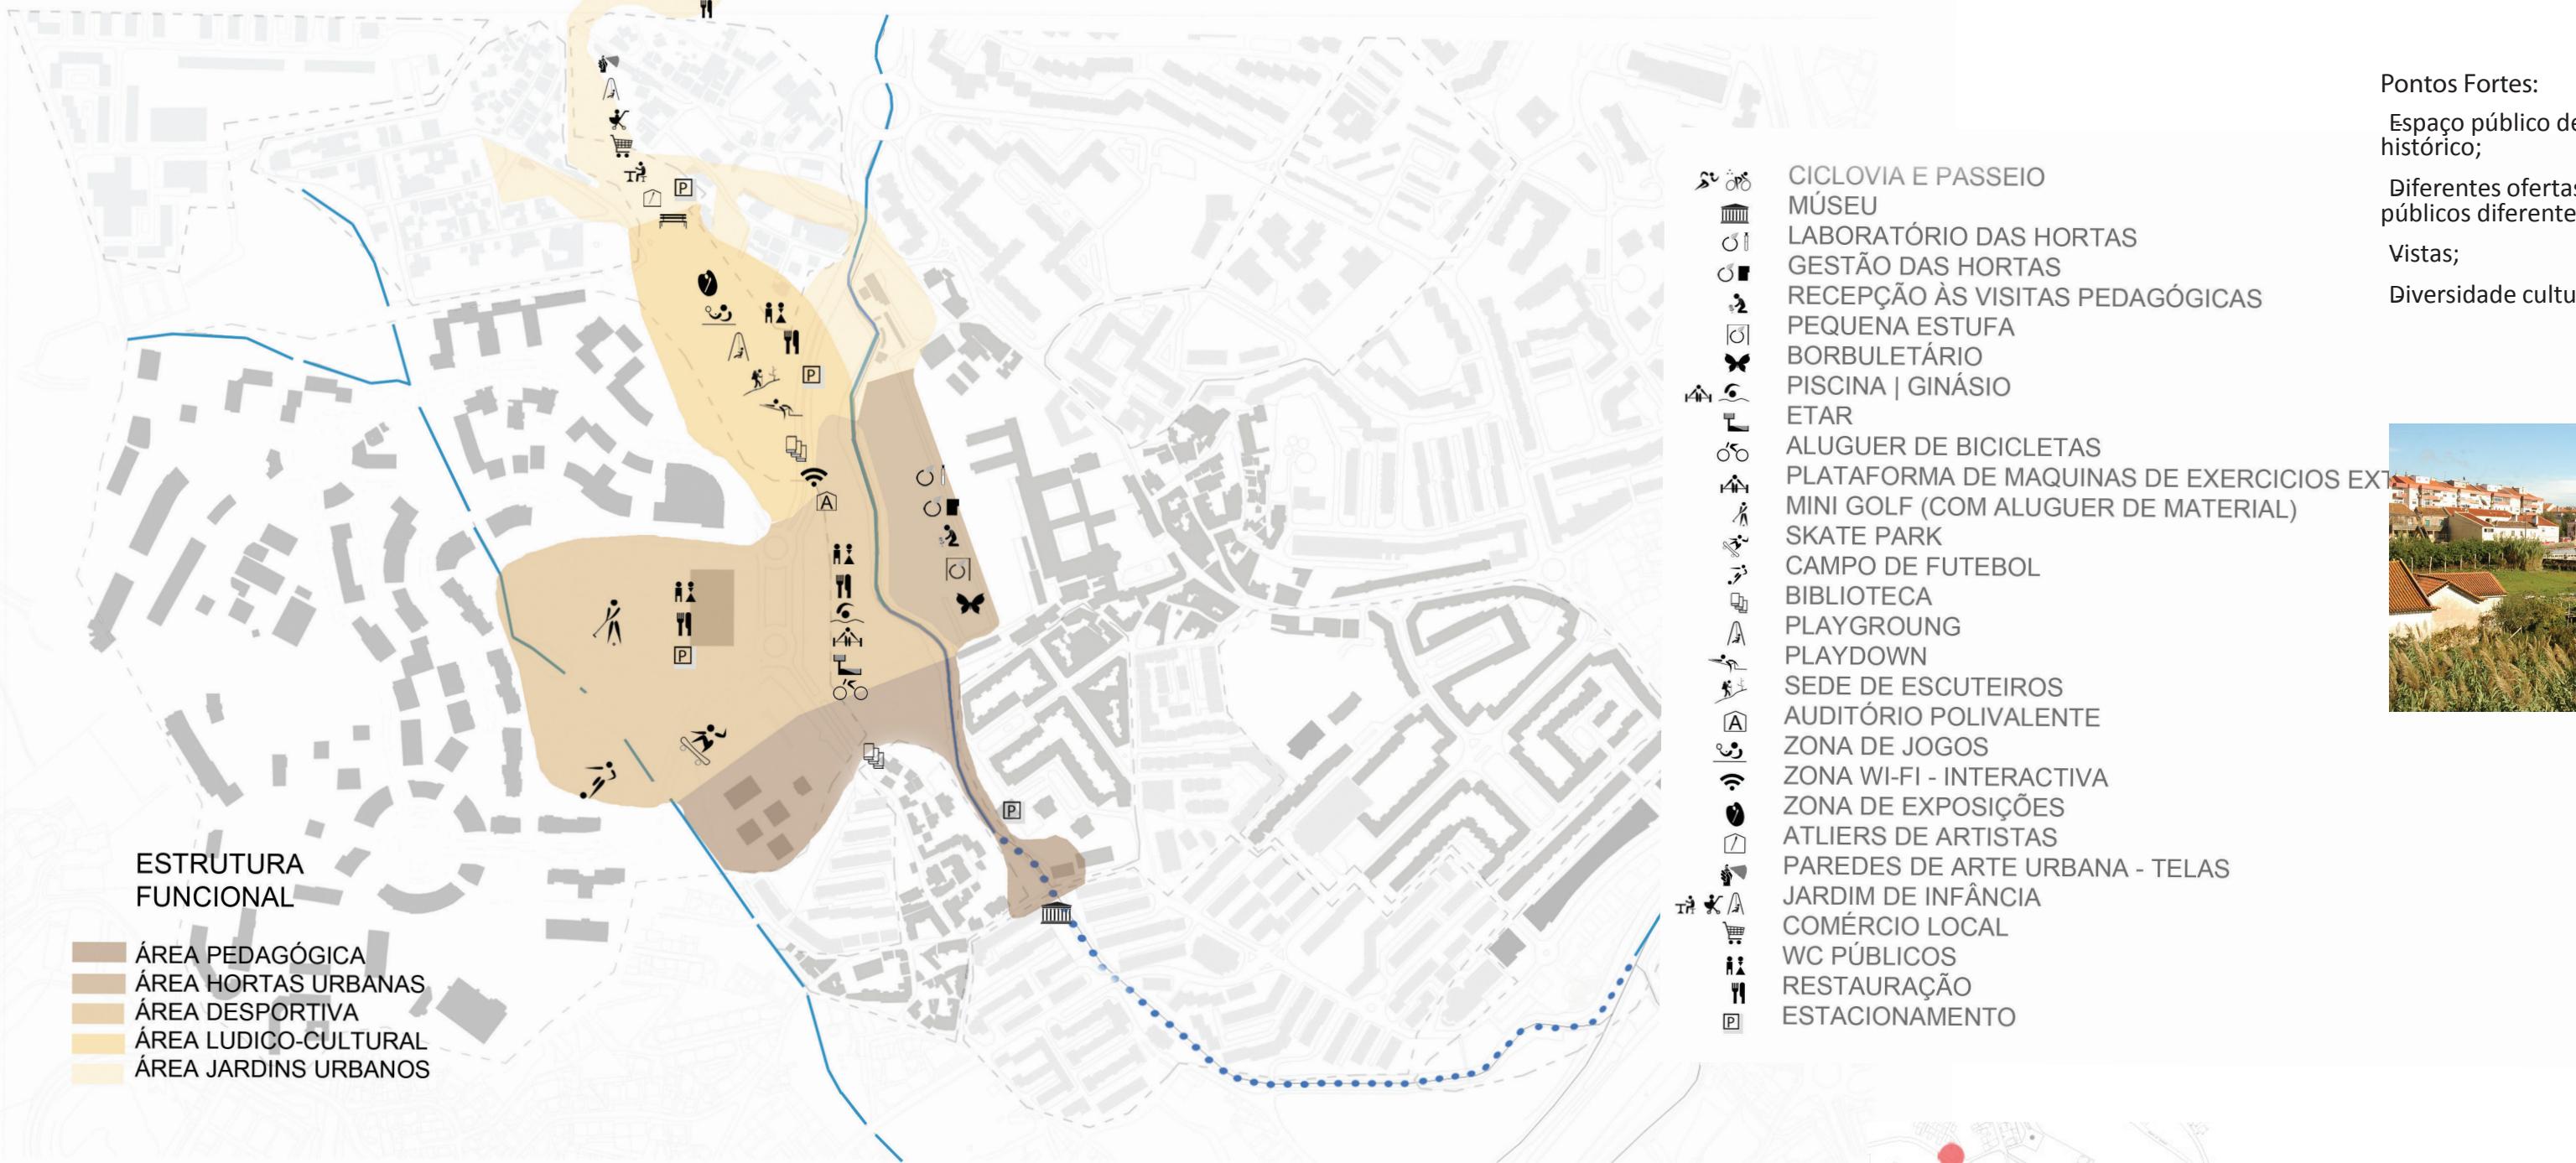 ESTRUTURA
FUNCIONAL
ÁREA PEDAGÓGICA
ÁREA HORTAS URBANAS
ÁREA DESPORTIVA
ÁREA LUDICO-CULTURAL
ÁREA JARDINS URBANOS
P
P
A
P
P
CICLOVIA E PASSEIO
MÚSEU
LABORATÓRIO DAS HORTAS
GESTÃO DAS HORTAS
RECEPÇÃO ÀS VISITAS PEDAGÓGICAS
PEQUENA ESTUFA
BORBULETÁRIO
PISCINA | GINÁSIO
ETAR
ALUGUER DE BICICLETAS
PLATAFORMA DE MAQUINAS DE EXERCICIOS EXT
MINI GOLF (COM ALUGUER DE MATERIAL)
SKATE PARK
CAMPO DE FUTEBOL
BIBLIOTECA
PLAYGROUNG
PLAYDOWN
SEDE DE ESCUTEIROS
A AUDITÓRIO POLIVALENTE
ZONA DE JOGOS
ZONA WI-FI - INTERACTIVA
ZONA DE EXPOSIÇÕES
ATLIERS DE ARTISTAS
PAREDES DE ARTE URBANA - TELAS
JARDIM DE INFÂNCIA
COMÉRCIO LOCAL
WC PÚBLICOS
RESTAURAÇÃO
P ESTACIONAMENTO
Pontos Fortes:
-Espaço público de
histórico;
-Diferentes ofertas
públicos diferente
-Vistas;
-Diversidade cultu